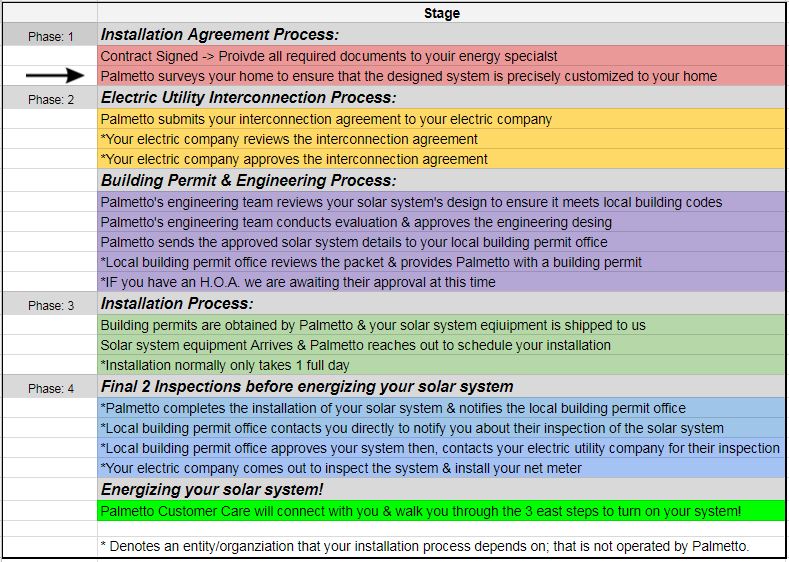 Stage
Phase: 1 Installation Agreement Process:
Contract Signed -> Proivde all required documents to youir energy specialst
Palmetto surveys your home to ensure that the designed system is precisely customized to your home
Phase: 2 Electric Utility Interconnection Process:
Palmetto submits your interconnection agreement to your electric company
*Your electric company reviews the interconnection agreement
*Your electric company approves the interconnection agreement
Building Permit & Engineering Process:
Palmetto's engineering team reviews your solar system's design to ensure it meets local building codes
Palmetto's engineering team conducts evaluation & approves the engineering desing
Palmetto sends the approved solar system details to your local building permit office
*Local building permit office reviews the packet & provides Palmetto with a building permit
*IF you have an H.O.A. we are awaiting their approval at this time
Phase: 3 Installation Process:
Building permits are obtained by Palmetto & your solar system eqiuipment is shipped to us
Solar system equipment Arrives & Palmetto reaches out to schedule your installation
*Installation normally only takes 1 full day
Phase: 4 Final 2 Inspections before energizing your solar system
*Palmetto completes the installation of your solar system & notifies the local building permit office
*Local building permit office contacts you directly to notify you about their inspection of the solar system
*Local building permit office approves your system then, contacts your electric utility company for their inspection
*Your electric company comes out to inspect the system & install your net meter
Energizing your solar system!
Palmetto Customer Care will connect with you & walk you through the 3 east steps to turn on your system!
* Denotes an entity/organziation that your installation process depends on; that is not operated by Palmetto.